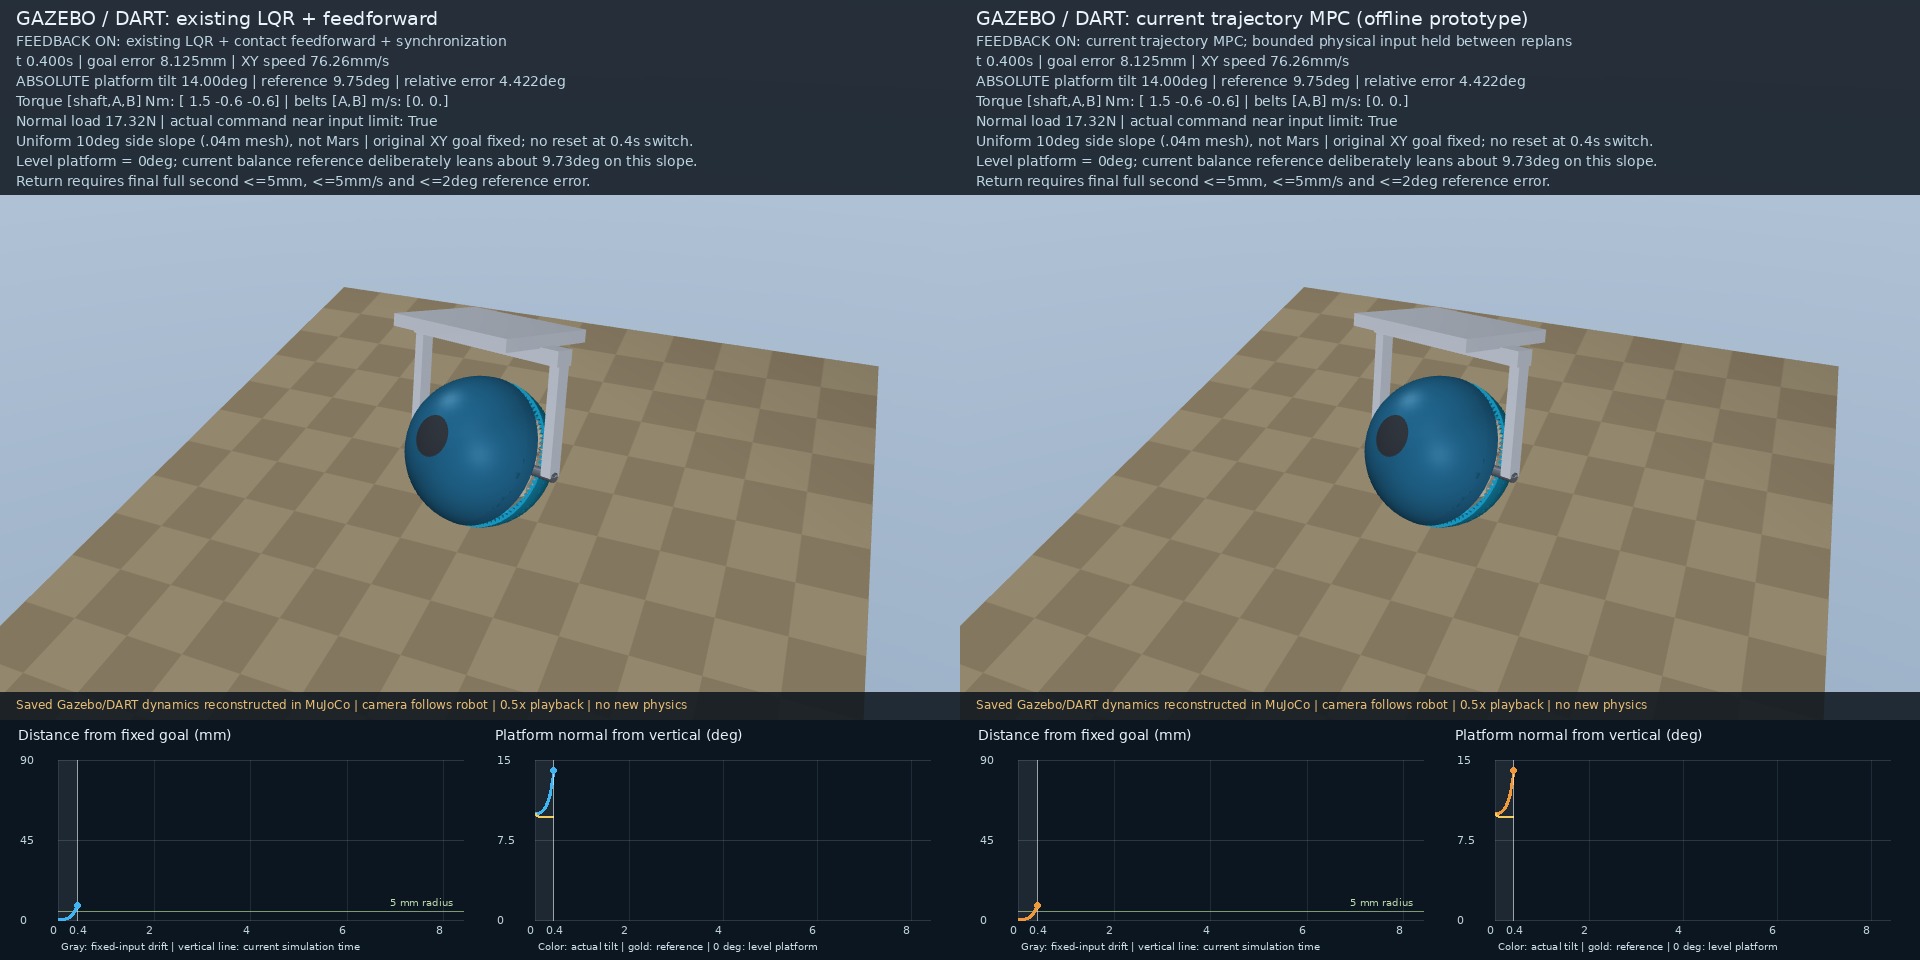 GAZEBO / DART: existing LQR + feedforward
FEEDBACK ON: existing LQR + contact feedforward + synchronization
t 0.400s | goal error 8.125mm | XY speed 76.26mm/s
ABSOLUTE platform tilt 14.00deg | reference 9.75deg | relative error 4.422deg
Torque [shaft,A,B] Nm: [ 1.5 -0.6 -0.6] | belts [A,B] m/s: [0. 0.]
Normal load 17.32N | actual command near input limit: True
Uniform 10deg side slope (.04m mesh), not Mars | original XY goal fixed; no reset at 0.4s switch.
Level platform = 0deg; current balance reference deliberately leans about 9.73deg on this slope.
Return requires final full second <=5mm, <=5mm/s and <=2deg reference error.
Saved Gazebo/DART dynamics reconstructed in MuJoCo | camera follows robot | 0.5x playback | no new physics
Distance from fixed goal (mm)
90
45
0
5 mm radius
0 0.4 2 4 6 8
Gray: fixed-input drift | vertical line: current simulation time
Platform normal from vertical (deg)
15
7.5
0
0 0.4 2 4 6 8
Color: actual tilt | gold: reference | 0 deg: level platform
GAZEBO / DART: current trajectory MPC (offline prototype)
FEEDBACK ON: current trajectory MPC; bounded physical input held between replans
t 0.400s | goal error 8.125mm | XY speed 76.26mm/s
ABSOLUTE platform tilt 14.00deg | reference 9.75deg | relative error 4.422deg
Torque [shaft,A,B] Nm: [ 1.5 -0.6 -0.6] | belts [A,B] m/s: [0. 0.]
Normal load 17.32N | actual command near input limit: True
Uniform 10deg side slope (.04m mesh), not Mars | original XY goal fixed; no reset at 0.4s switch.
Level platform = 0deg; current balance reference deliberately leans about 9.73deg on this slope.
Return requires final full second <=5mm, <=5mm/s and <=2deg reference error.
Saved Gazebo/DART dynamics reconstructed in MuJoCo | camera follows robot | 0.5x playback | no new physics
Distance from fixed goal (mm)
90
45
0
5 mm radius
0 0.4 2 4 6 8
Gray: fixed-input drift | vertical line: current simulation time
Platform normal from vertical (deg)
15
7.5
0
0 0.4 2 4 6 8
Color: actual tilt | gold: reference | 0 deg: level platform